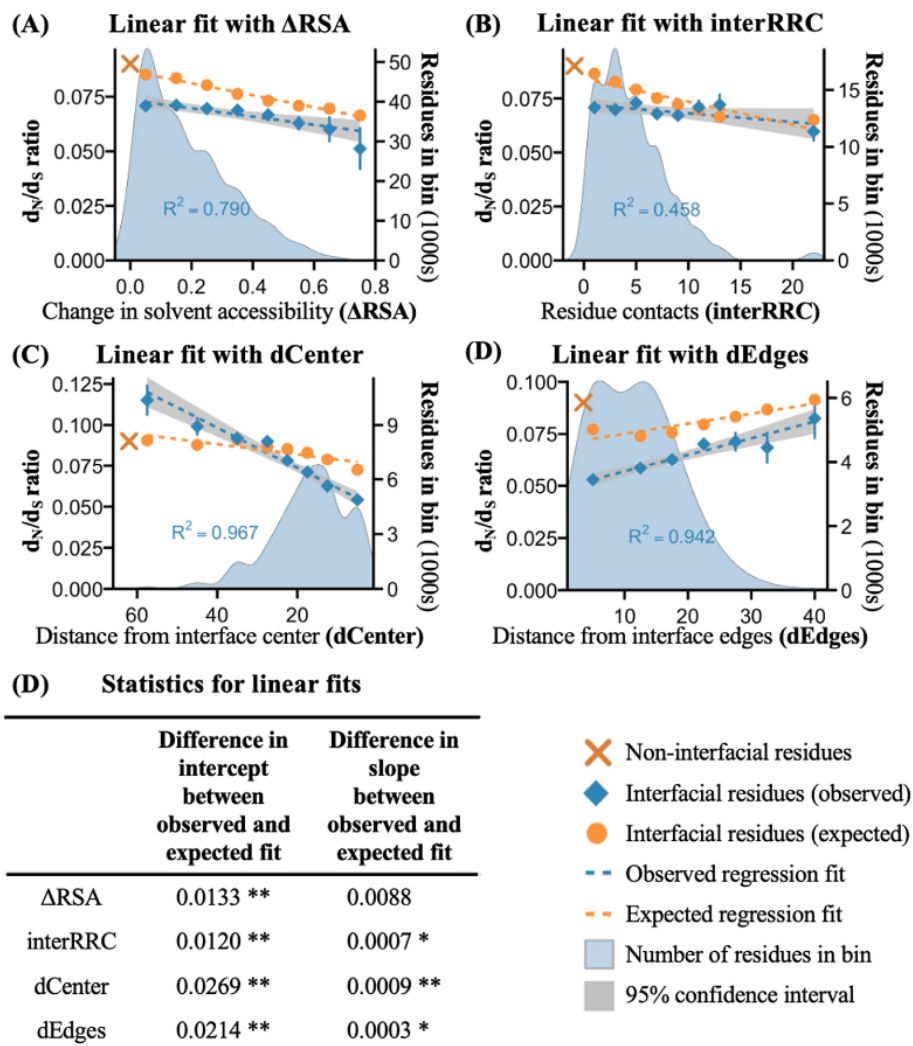 (A) Linear fit with ΔRSA
dN/dS ratio
0.075
0.050
0.025
0.000
R² = 0.790
50
40
30
20
10
0
Residues in bin (1000s)
0.0 0.2 0.4 0.6 0.8
Change in solvent accessibility (ΔRSA)
(B) Linear fit with interRRC
dN/dS ratio
0.075
0.050
0.025
0.000
R² = 0.458
15
10
5
0
Residues in bin (1000s)
0 5 10 15 20
Residue contacts (interRRC)
(C) Linear fit with dCenter
dN/dS ratio
0.125
0.100
0.075
0.050
0.025
0.000
R² = 0.967
9
6
3
0
Residues in bin (1000s)
60 40 20
Distance from interface center (dCenter)
(D) Linear fit with dEdges
dN/dS ratio
0.100
0.075
0.050
0.025
0.000
R² = 0.942
6
4
2
0
Residues in bin (1000s)
10 20 30 40
Distance from interface edges (dEdges)
(D) Statistics for linear fits
Difference in intercept between observed and expected fit
Difference in slope between observed and expected fit
ΔRSA 0.0133 ** 0.0088
interRRC 0.0120 ** 0.0007 *
dCenter 0.0269 ** 0.0009 **
dEdges 0.0214 ** 0.0003 *
Non-interfacial residues
Interfacial residues (observed)
Interfacial residues (expected)
Observed regression fit
Expected regression fit
Number of residues in bin
95% confidence interval